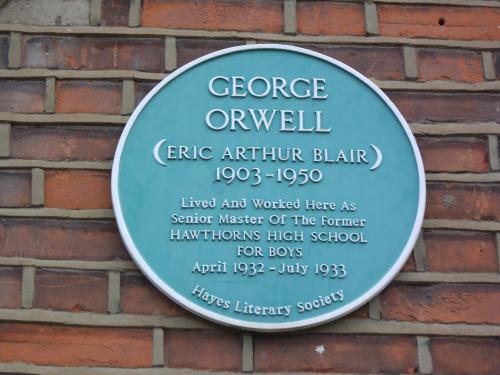 GEORGE
ORWELL
(ERIC ARTHUR BLAIR)
1903-1950
Lived And Worked Here As
Senior Master Of The Former
HAWTHORNS HIGH SCHOOL
FOR BOYS
April 1932 - July 1933
Hayes Literary Society